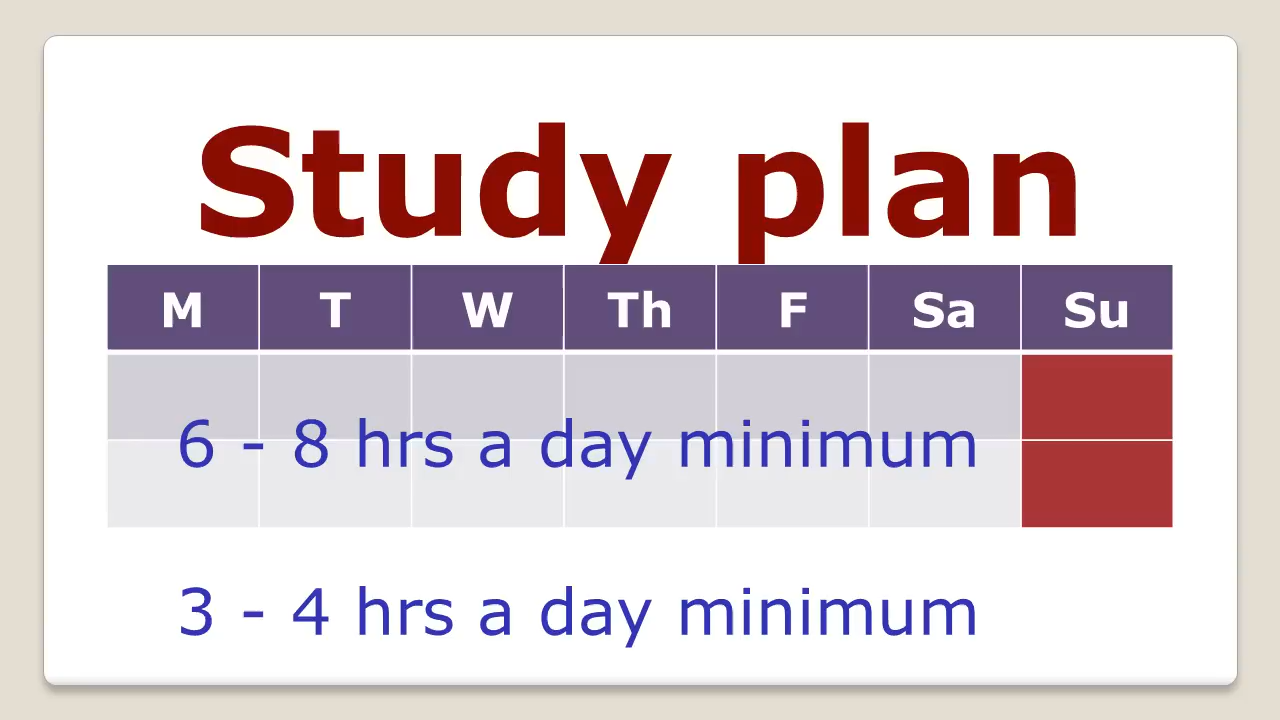 Study plan
M T W Th F Sa Su
6 - 8 hrs a day minimum
3 - 4 hrs a day minimum